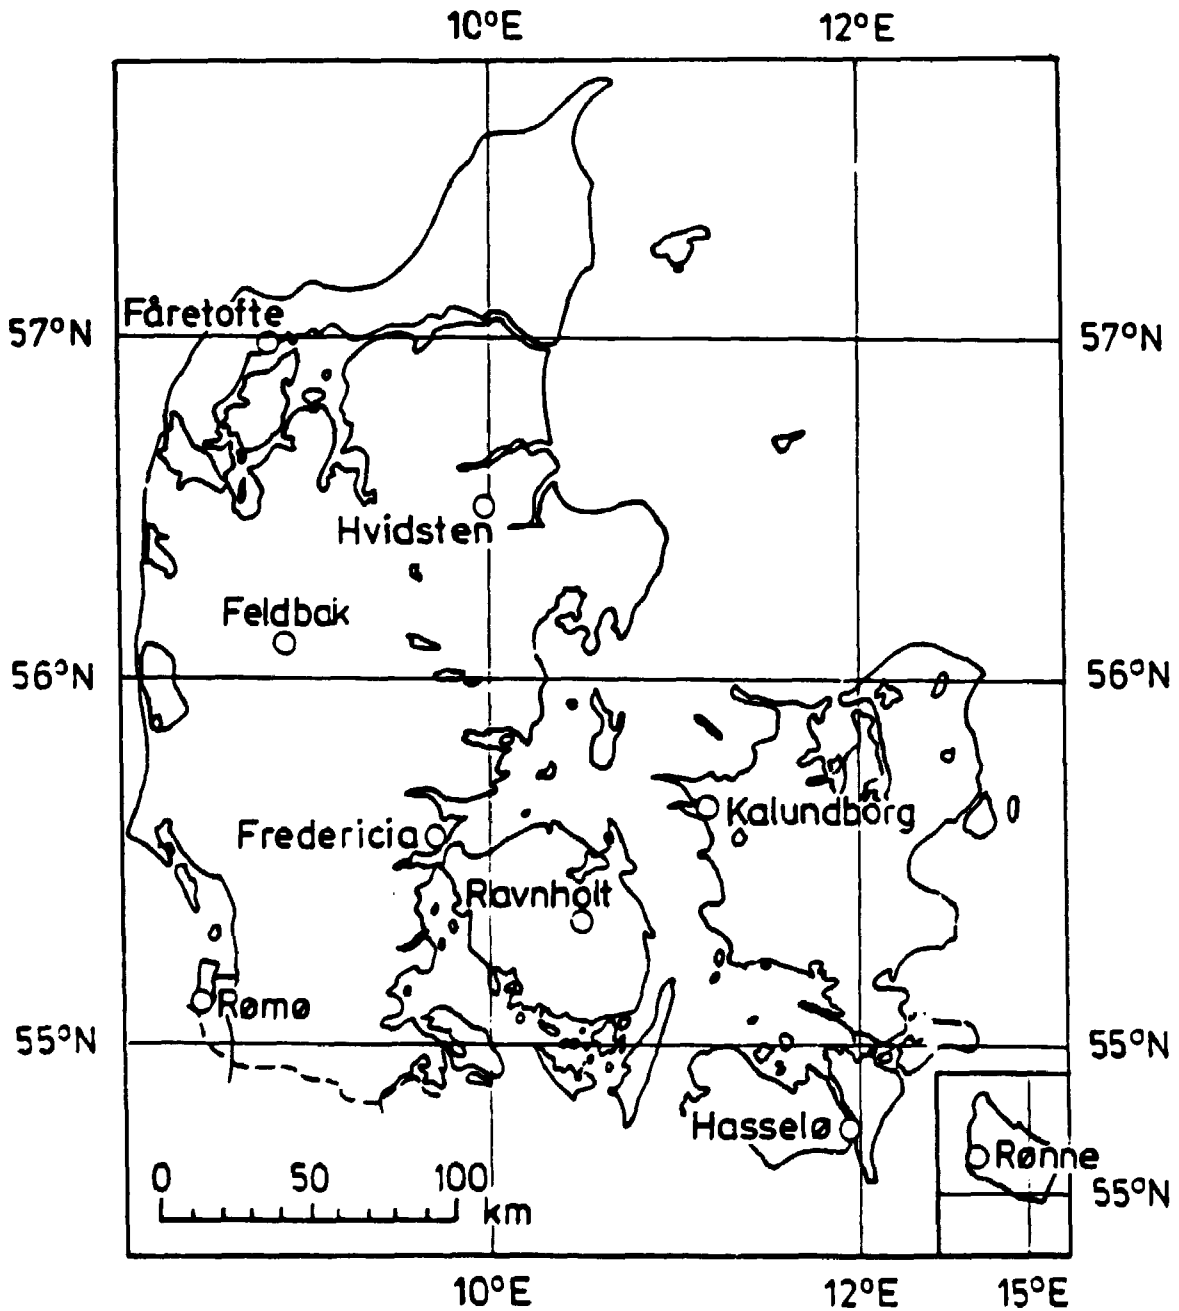 10°E 12°E
Fåretofte
57°N 57°N
Hvidsten
Feldbak
56°N 56°N
Kalundborg
Fredericia
Ravnholt
Rømø
55°N 55°N
Hasselø
Rønne
0 50 100
km
55°N
10°E 12°E 15°E